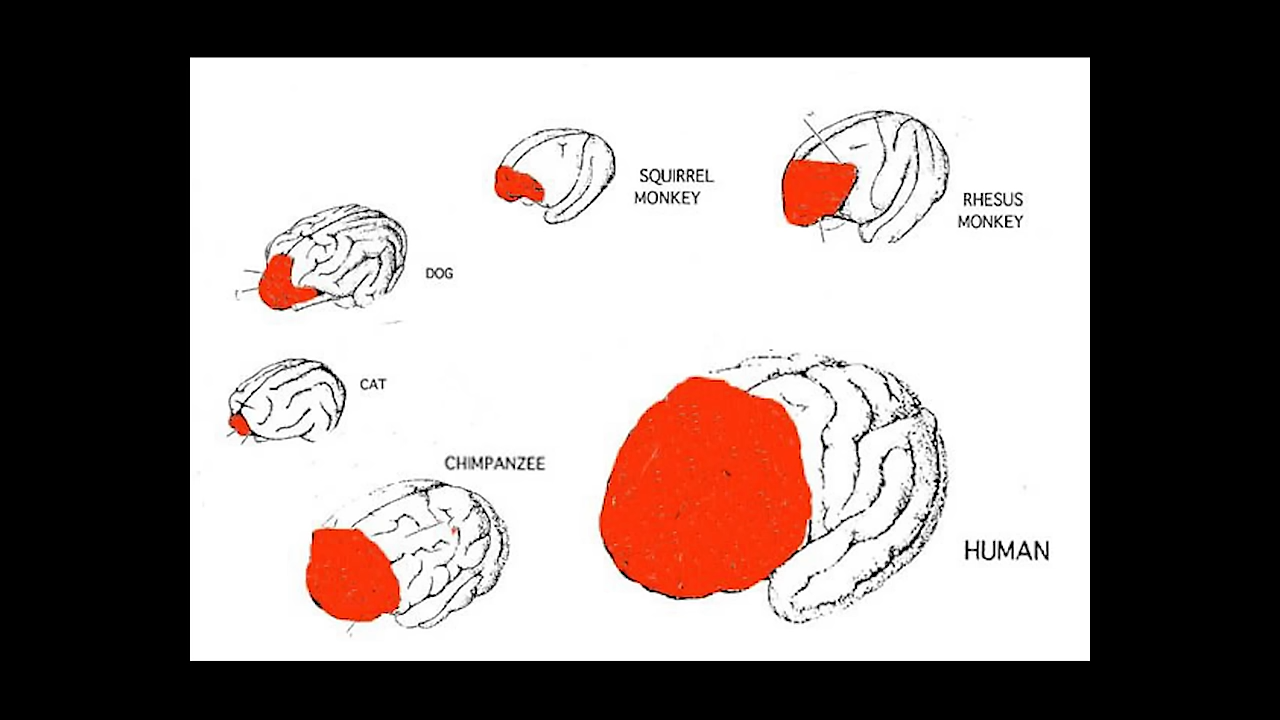 SQUIRREL
MONKEY
RHESUS
MONKEY
DOG
CAT
CHIMPANZEE
HUMAN